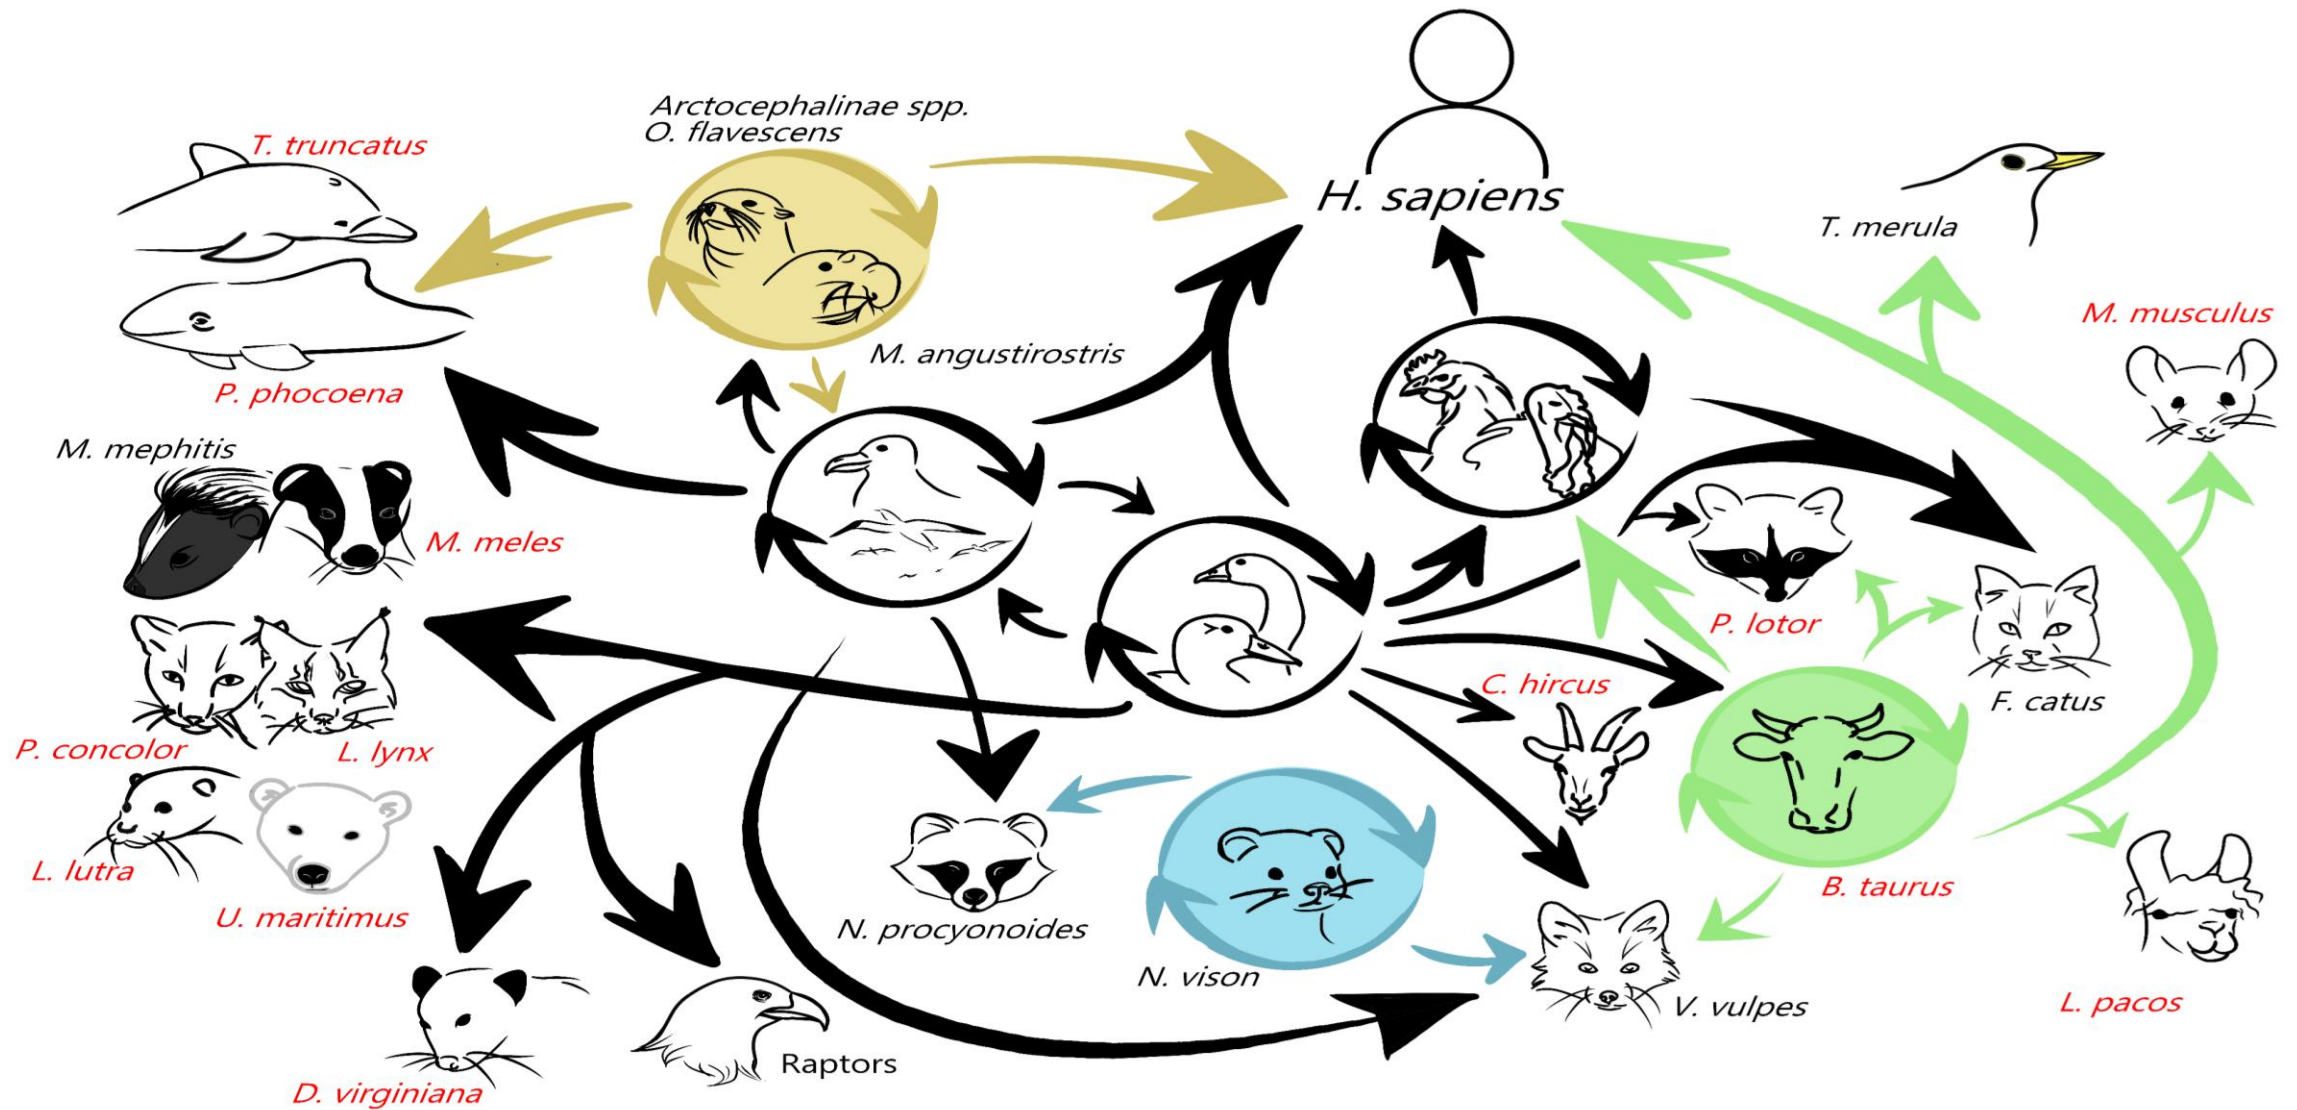 Arctocephalinae spp.
O. flavescens
T. truncatus
H. sapiens
T. merula
M. musculus
M. angustirostris
P. phocoena
M. mephitis
M. meles
P. lotor
C. hircus
F. catus
P. concolor
L. lynx
L. lutra
U. maritimus
B. taurus
N. procyonoides
N. vison
V. vulpes
L. pacos
Raptors
D. virginiana